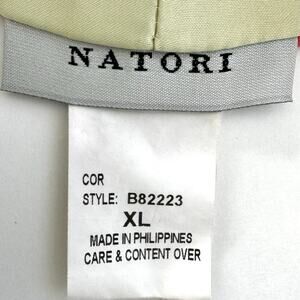 NATORI
COR
STYLE: B82223
XL
MADE IN PHILIPPINES
CARE & CONTENT OVER